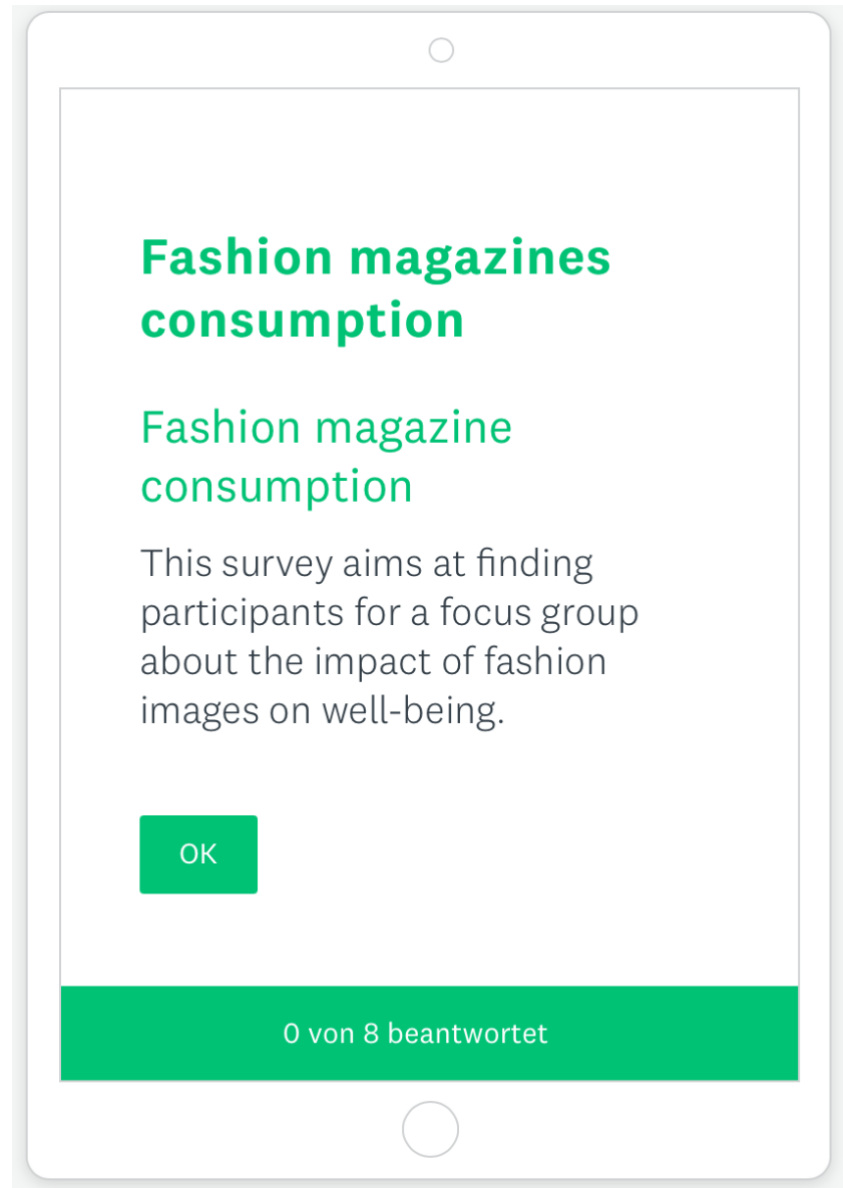 Fashion magazines
consumption
Fashion magazine
consumption
This survey aims at finding
participants for a focus group
about the impact of fashion
images on well-being.
OK
0 von 8 beantwortet